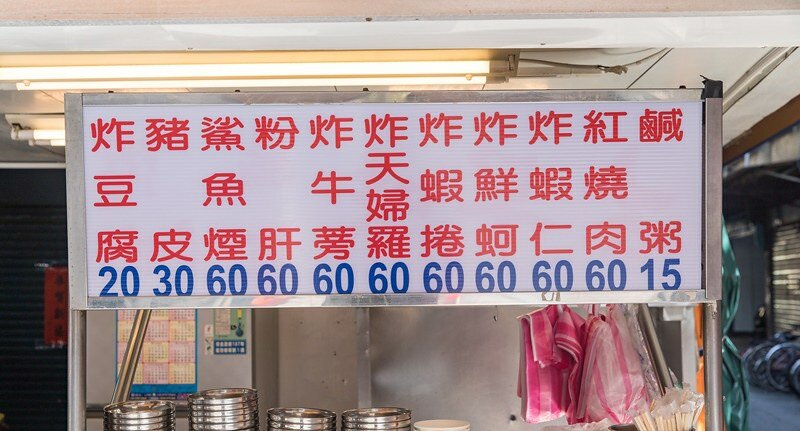 鹹粥 15
紅燒肉 60
炸蝦仁 60
炸鮮蚵 60
炸蝦捲 60
炸天婦羅 60
炸牛蒡 60
粉肝 60
鯊魚煙 60
豬皮 30
炸豆腐 20